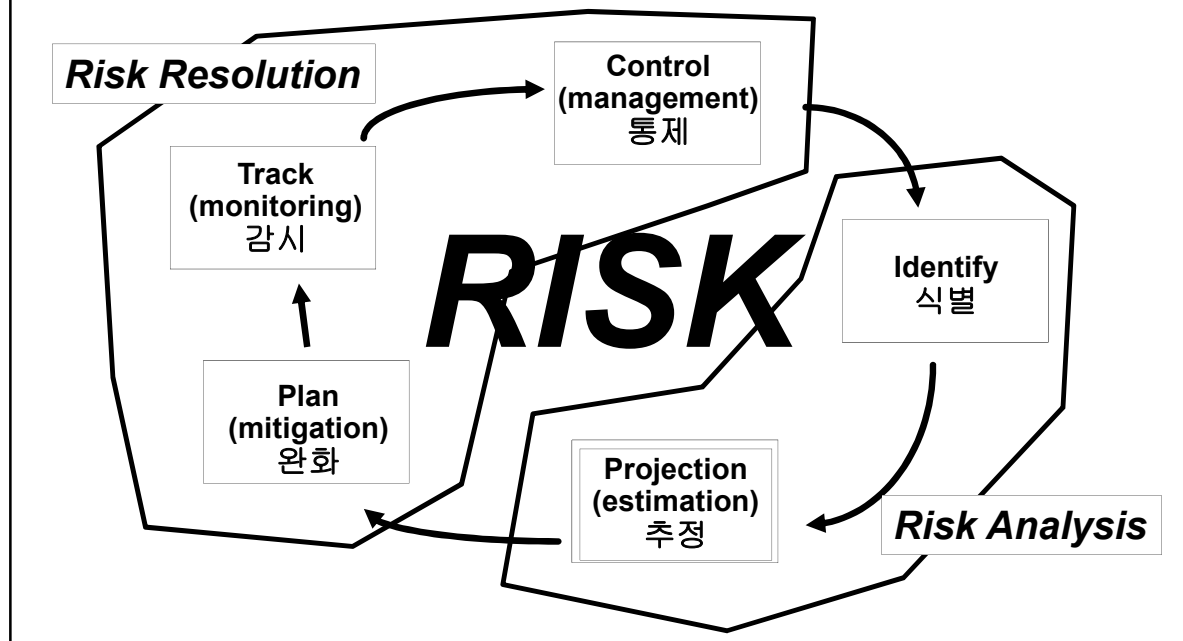 Risk Resolution
Control
(management)
통제
Track
(monitoring)
감시
RISK
Identify
식별
Plan
(mitigation)
완화
Projection
(estimation)
추정
Risk Analysis